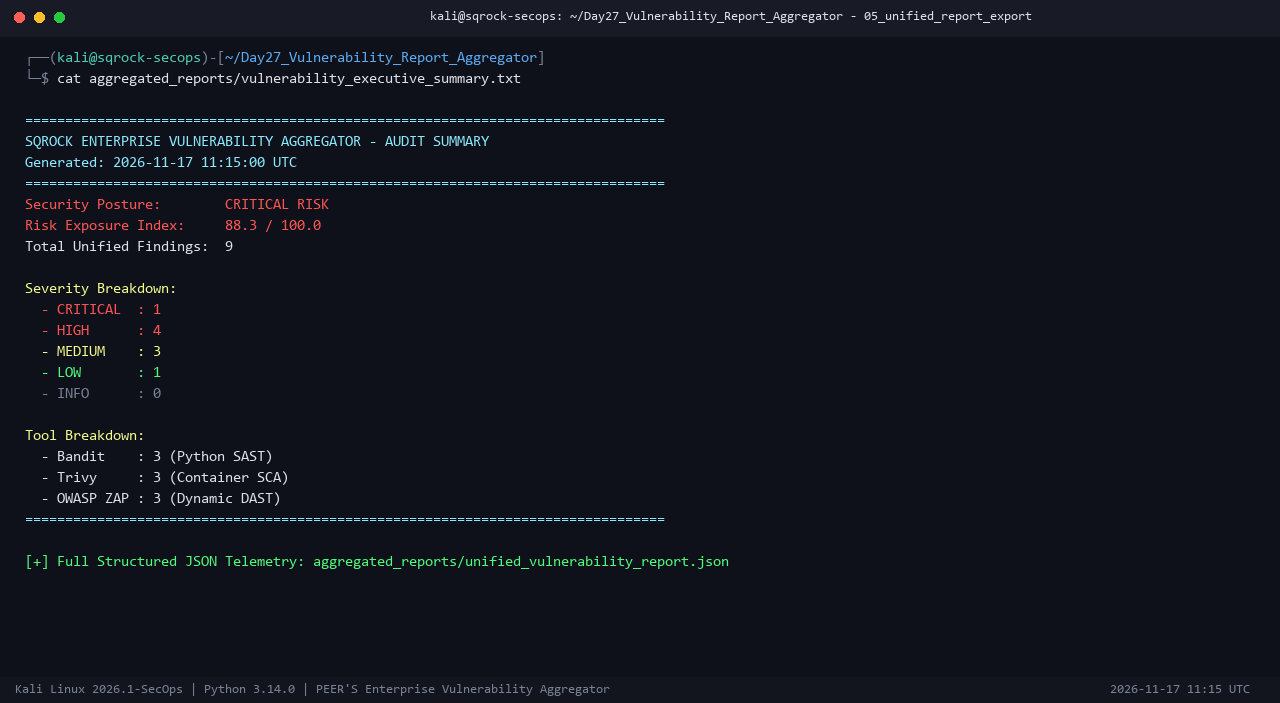 kali@sqrock-secops: ~/Day27_Vulnerability_Report_Aggregator - 05_unified_report_export
┌──(kali@sqrock-secops)-[~/Day27_Vulnerability_Report_Aggregator]
└─$ cat aggregated_reports/vulnerability_executive_summary.txt
================================================================================
SQROCK ENTERPRISE VULNERABILITY AGGREGATOR - AUDIT SUMMARY
Generated: 2026-11-17 11:15:00 UTC
================================================================================
Security Posture:        CRITICAL RISK
Risk Exposure Index:     88.3 / 100.0
Total Unified Findings:  9
Severity Breakdown:
  - CRITICAL  : 1
  - HIGH      : 4
  - MEDIUM    : 3
  - LOW       : 1
  - INFO      : 0
Tool Breakdown:
  - Bandit    : 3 (Python SAST)
  - Trivy     : 3 (Container SCA)
  - OWASP ZAP : 3 (Dynamic DAST)
================================================================================
[+] Full Structured JSON Telemetry: aggregated_reports/unified_vulnerability_report.json
Kali Linux 2026.1-SecOps | Python 3.14.0 | PEER'S Enterprise Vulnerability Aggregator
2026-11-17 11:15 UTC